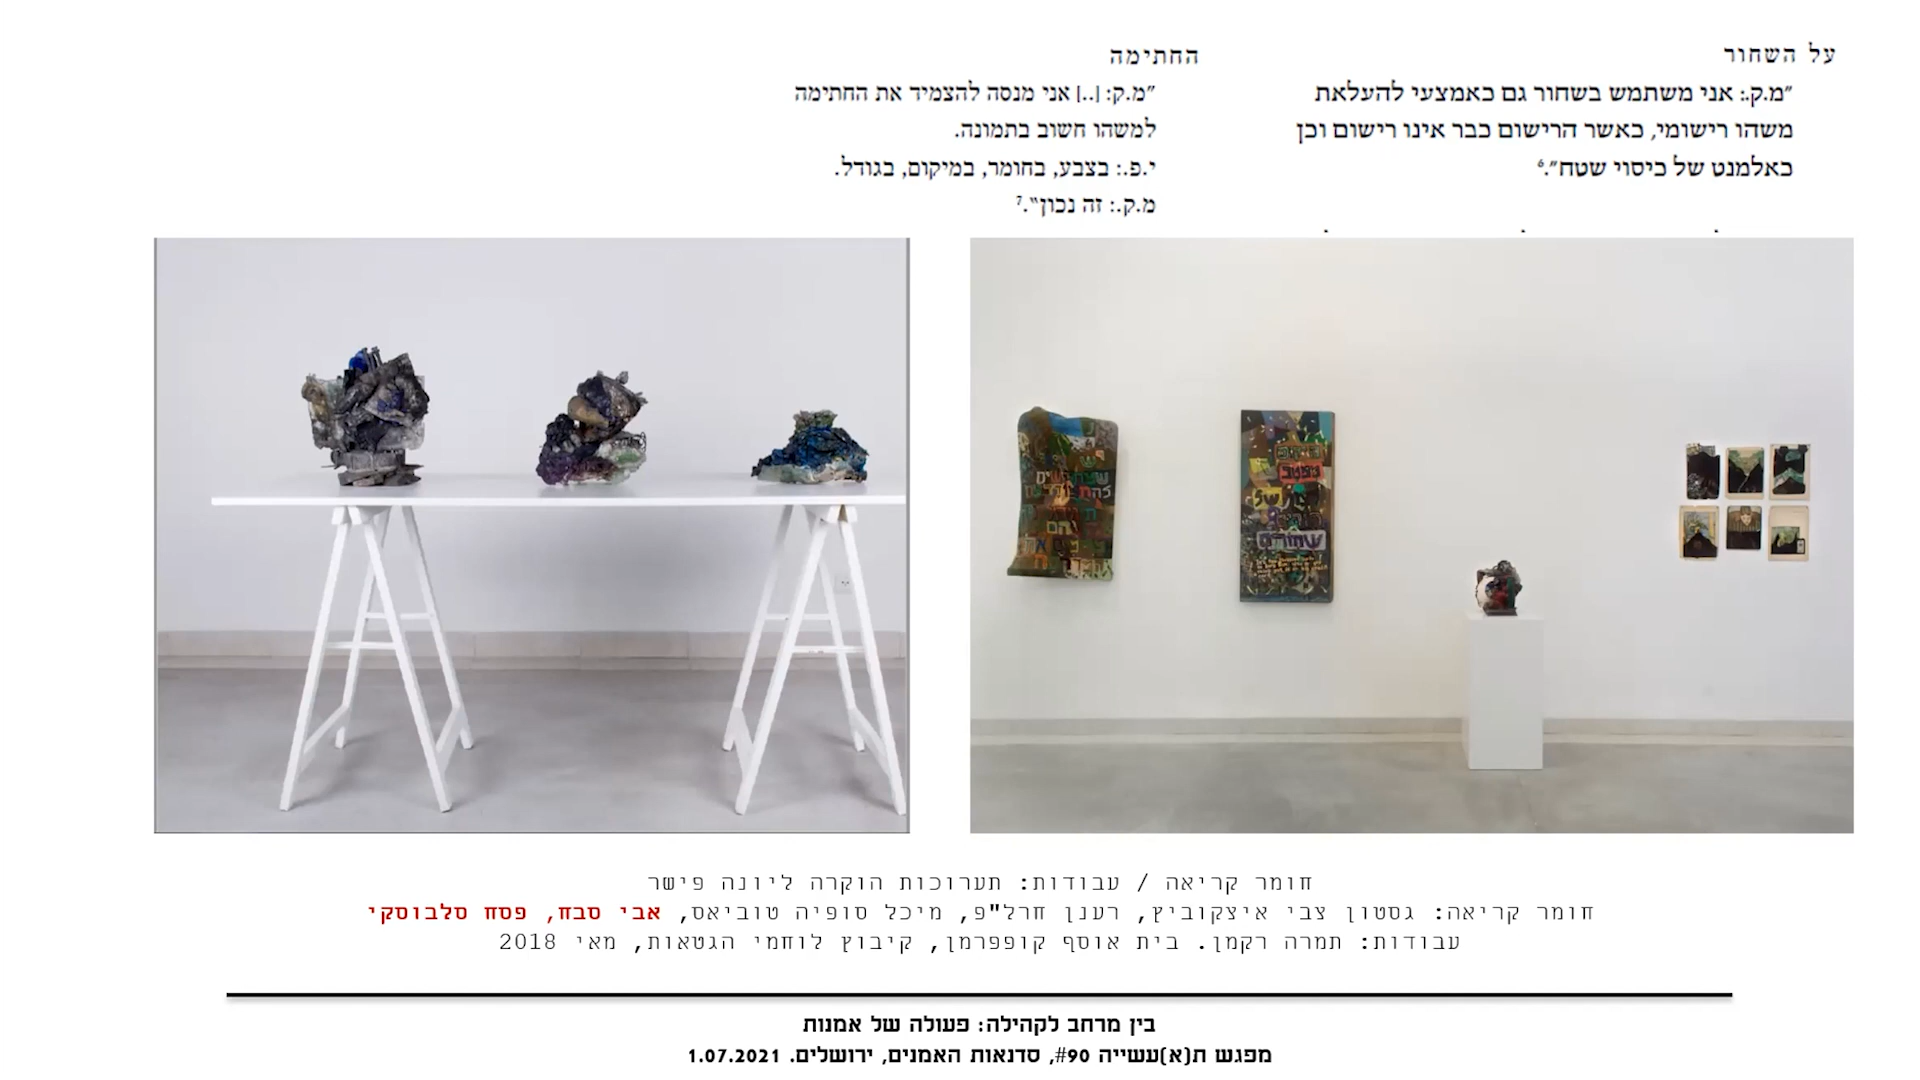 על השחור
"מ.ק.: אני משתמש בשחור גם כאמצעי להעלאת
משהו רישומי, כאשר הרישום כבר אינו רישום וכן
כאלמנט של כיסוי שטח".6
החתימה
"מ.ק: [..] אני מנסה להצמיד את החתימה
למשהו חשוב בתמונה.
י.פ.: בצבע, בחומר, במיקום, בגודל.
מ.ק.: זה נכון".7
שחורים
חומר קריאה / עבודות: תערוכות הוקרה ליונה פישר
חומר קריאה: גסטון צבי איצקוביץ, רענן חרל"פ, מיכל סופיה טוביאס, אבי סבח, פסח סלבוסקי
עבודות: תמרה רקמן. בית אוסף קופפרמן, קיבוץ לוחמי הגטאות, מאי 2018
בין מרחב לקהילה: פעולה של אמנות
מפגש ת(א)עשייה #90, סדנאות האמנים, ירושלים. 1.07.2021